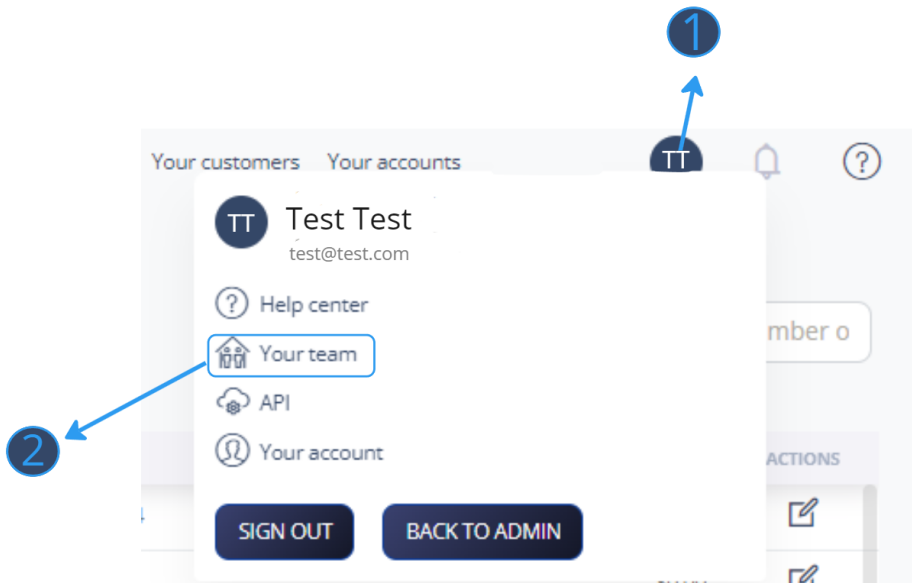 1
Your customers Your accounts TT ?
TT Test Test
test@test.com
? Help center
mber o
Your team
API
2
Your account
ACTIONS
SIGN OUT BACK TO ADMIN